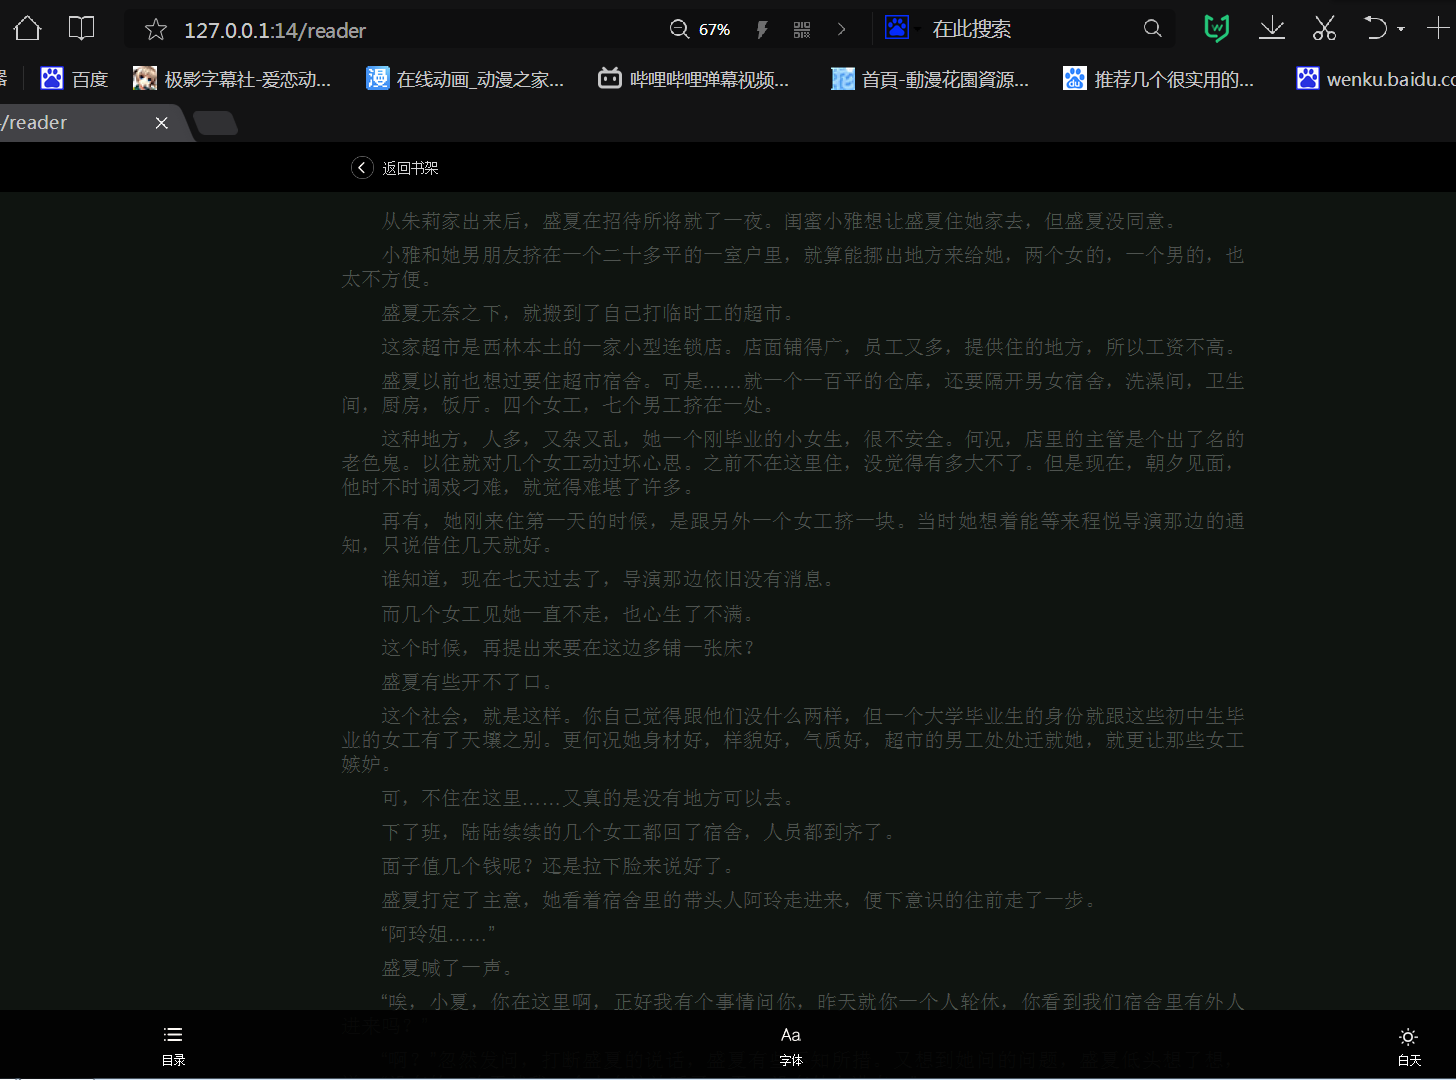 127.0.0.1:14/reader
67%
在此搜索
器
百度
极影字幕社-爱恋动...
在线动画_动漫之家...
哔哩哔哩弹幕视频...
首頁-動漫花園資源...
推荐几个很实用的...
wenku.baidu.co
/reader
返回书架
从朱莉家出来后，盛夏在招待所将就了一夜。闺蜜小雅想让盛夏住她家去，但盛夏没同意。
小雅和她男朋友挤在一个二十多平的一室户里，就算能挪出地方来给她，两个女的，一个男的，也
太不方便。
盛夏无奈之下，就搬到了自己打临时工的超市。
这家超市是西林本土的一家小型连锁店。店面铺得广，员工又多，提供住的地方，所以工资不高。
盛夏以前也想过要住超市宿舍。可是......就一个一百平的仓库，还要隔开男女宿舍，洗澡间，卫生
间，厨房，饭厅。四个女工，七个男工挤在一处。
这种地方，人多，又杂又乱，她一个刚毕业的小女生，很不安全。何况，店里的主管是个出了名的
老色鬼。以往就对几个女工动过坏心思。之前不在这里住，没觉得有多大不了。但是现在，朝夕见面，
他时不时调戏刁难，就觉得难堪了许多。
再有，她刚来住第一天的时候，是跟另外一个女工挤一块。当时她想着能等来程悦导演那边的通
知，只说借住几天就好。
谁知道，现在七天过去了，导演那边依旧没有消息。
而几个女工见她一直不走，也心生了不满。
这个时候，再提出来要在这边多铺一张床？
盛夏有些开不了口。
这个社会，就是这样。你自己觉得跟他们没什么两样，但一个大学毕业生的身份就跟这些初中生毕
业的女工有了天壤之别。更何况她身材好，样貌好，气质好，超市的男工处处迁就她，就更让那些女工
嫉妒。
可，不住在这里......又真的是没有地方可以去。
下了班，陆陆续续的几个女工都回了宿舍，人员都到齐了。
面子值几个钱呢？还是拉下脸来说好了。
盛夏打定了主意，她看着宿舍里的带头人阿玲走进来，便下意识的往前走了一步。
“阿玲姐......”
盛夏喊了一声。
“唉，小夏，你在这里啊，正好我有个事情问你，昨天就你一个人轮休，你看到我们宿舍里有外人
目录
Aa
字体
白天